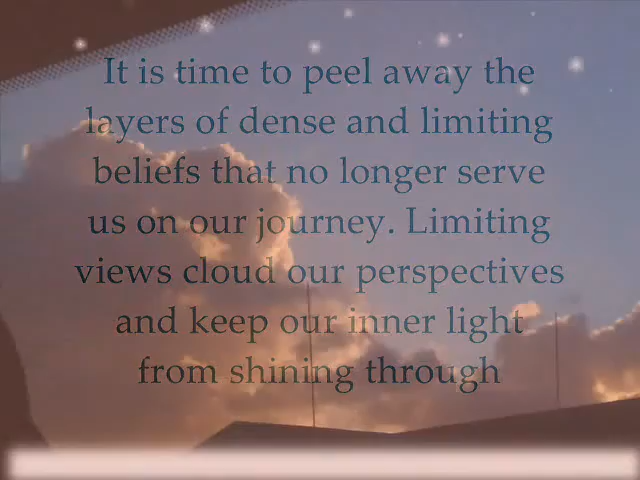 It is time to peel away the
layers of dense and limiting
beliefs that no longer serve
us on our journey. Limiting
views cloud our perspectives
and keep our inner light
from shining through